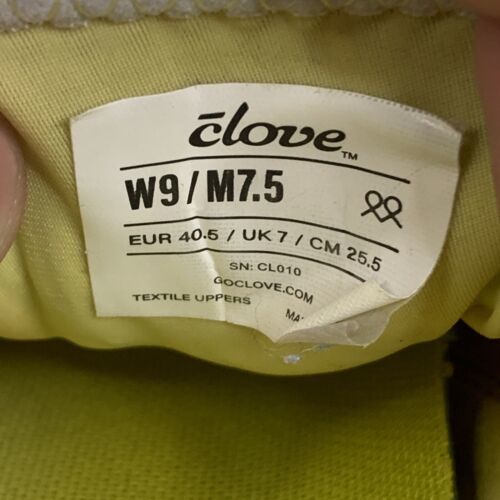 clove™
W9 / M7.5
EUR 40.5 / UK 7 / CM 25.5
SN: CL010
GOCLOVE.COM
TEXTILE UPPERS